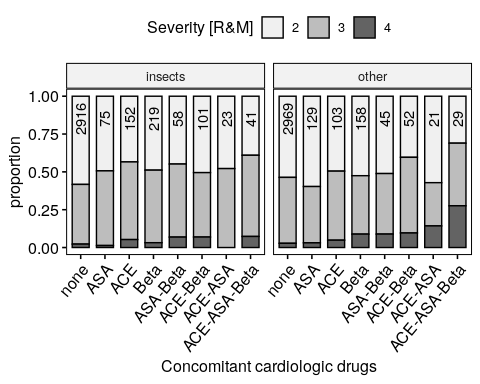 Severity [R&M] 2 3 4
insects other
1.00
0.75
0.50
0.25
0.00
proportion
2916 75 152 219 58 101 23 41
2969 129 103 158 45 52 21 29
none ASA ACE Beta ASA-Beta ACE-Beta ACE-ASA ACE-ASA-Beta
none ASA ACE Beta ASA-Beta ACE-Beta ACE-ASA ACE-ASA-Beta
Concomitant cardiologic drugs